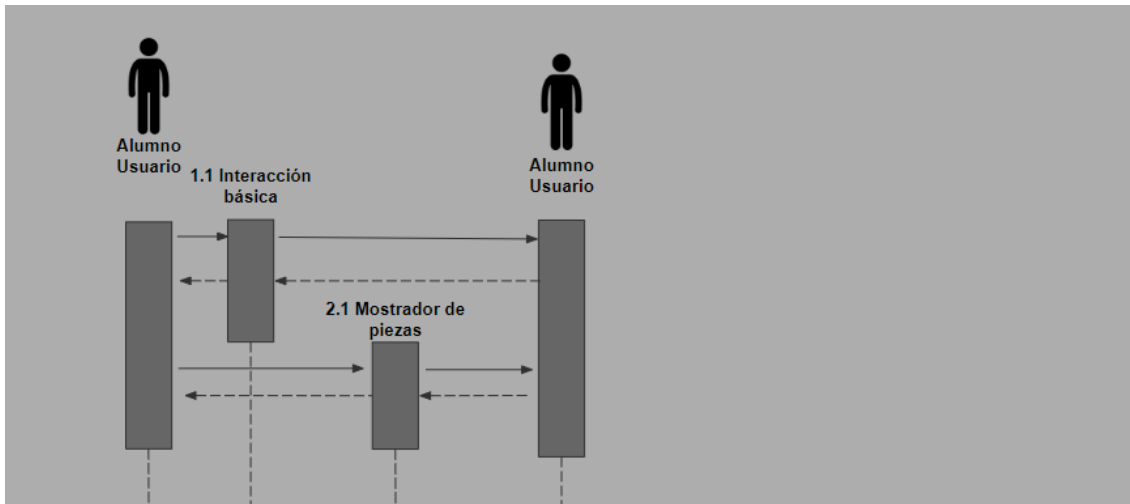 Alumno
Usuario
1.1 Interacción
básica
Alumno
Usuario
2.1 Mostrador de
piezas